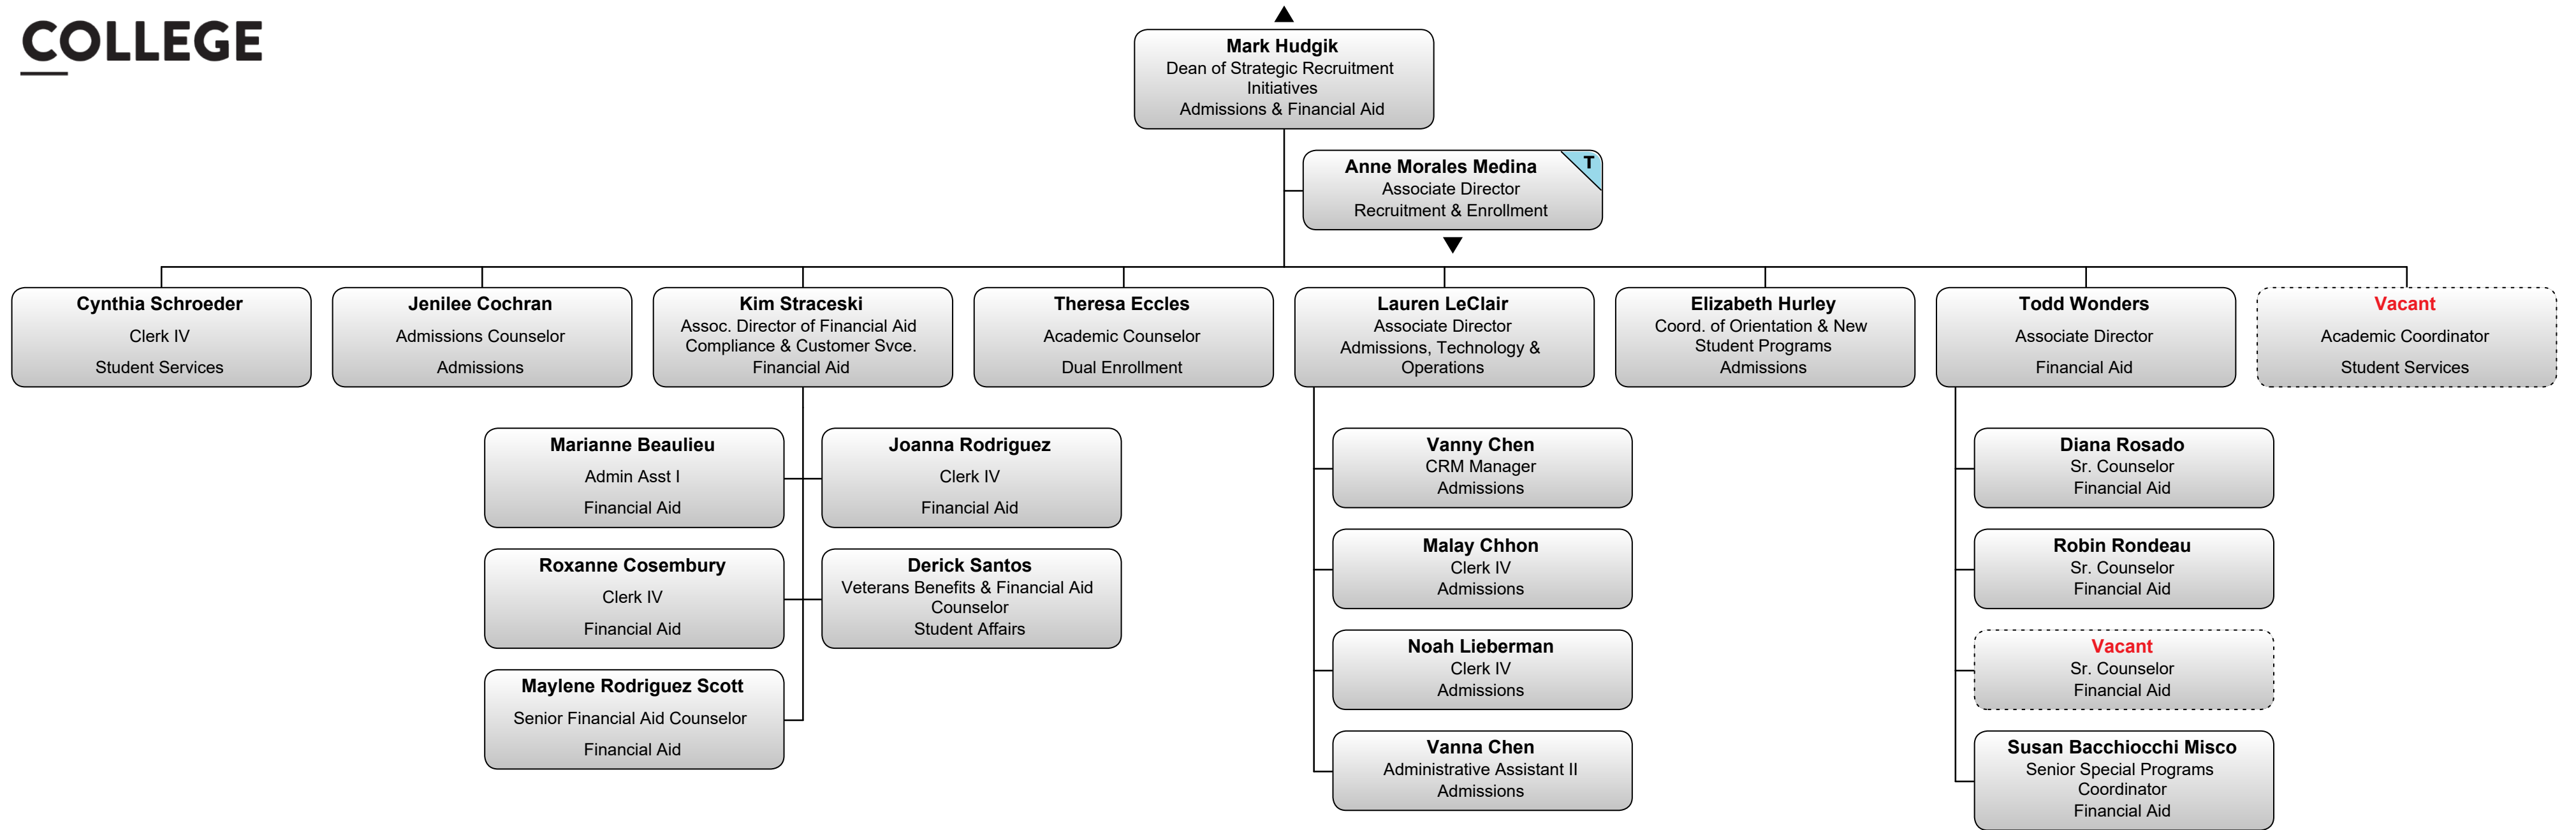 COLLEGE
Mark Hudgik
Dean of Strategic Recruitment
Initiatives
Admissions & Financial Aid
Anne Morales Medina
T
Associate Director
Recruitment & Enrollment
Cynthia Schroeder
Clerk IV
Student Services
Jenilee Cochran
Admissions Counselor
Admissions
Kim Straceski
Assoc. Director of Financial Aid
Compliance & Customer Svce.
Financial Aid
Theresa Eccles
Academic Counselor
Dual Enrollment
Lauren LeClair
Associate Director
Admissions, Technology &
Operations
Elizabeth Hurley
Coord. of Orientation & New
Student Programs
Admissions
Todd Wonders
Associate Director
Financial Aid
Vacant
Academic Coordinator
Student Services
Marianne Beaulieu
Admin Asst I
Financial Aid
Joanna Rodriguez
Clerk IV
Financial Aid
Roxanne Cosembury
Clerk IV
Financial Aid
Derick Santos
Veterans Benefits & Financial Aid
Counselor
Student Affairs
Maylene Rodriguez Scott
Senior Financial Aid Counselor
Financial Aid
Vanny Chen
CRM Manager
Admissions
Malay Chhon
Clerk IV
Admissions
Noah Lieberman
Clerk IV
Admissions
Vanna Chen
Administrative Assistant II
Admissions
Diana Rosado
Sr. Counselor
Financial Aid
Robin Rondeau
Sr. Counselor
Financial Aid
Vacant
Sr. Counselor
Financial Aid
Susan Bacchiocchi Misco
Senior Special Programs
Coordinator
Financial Aid